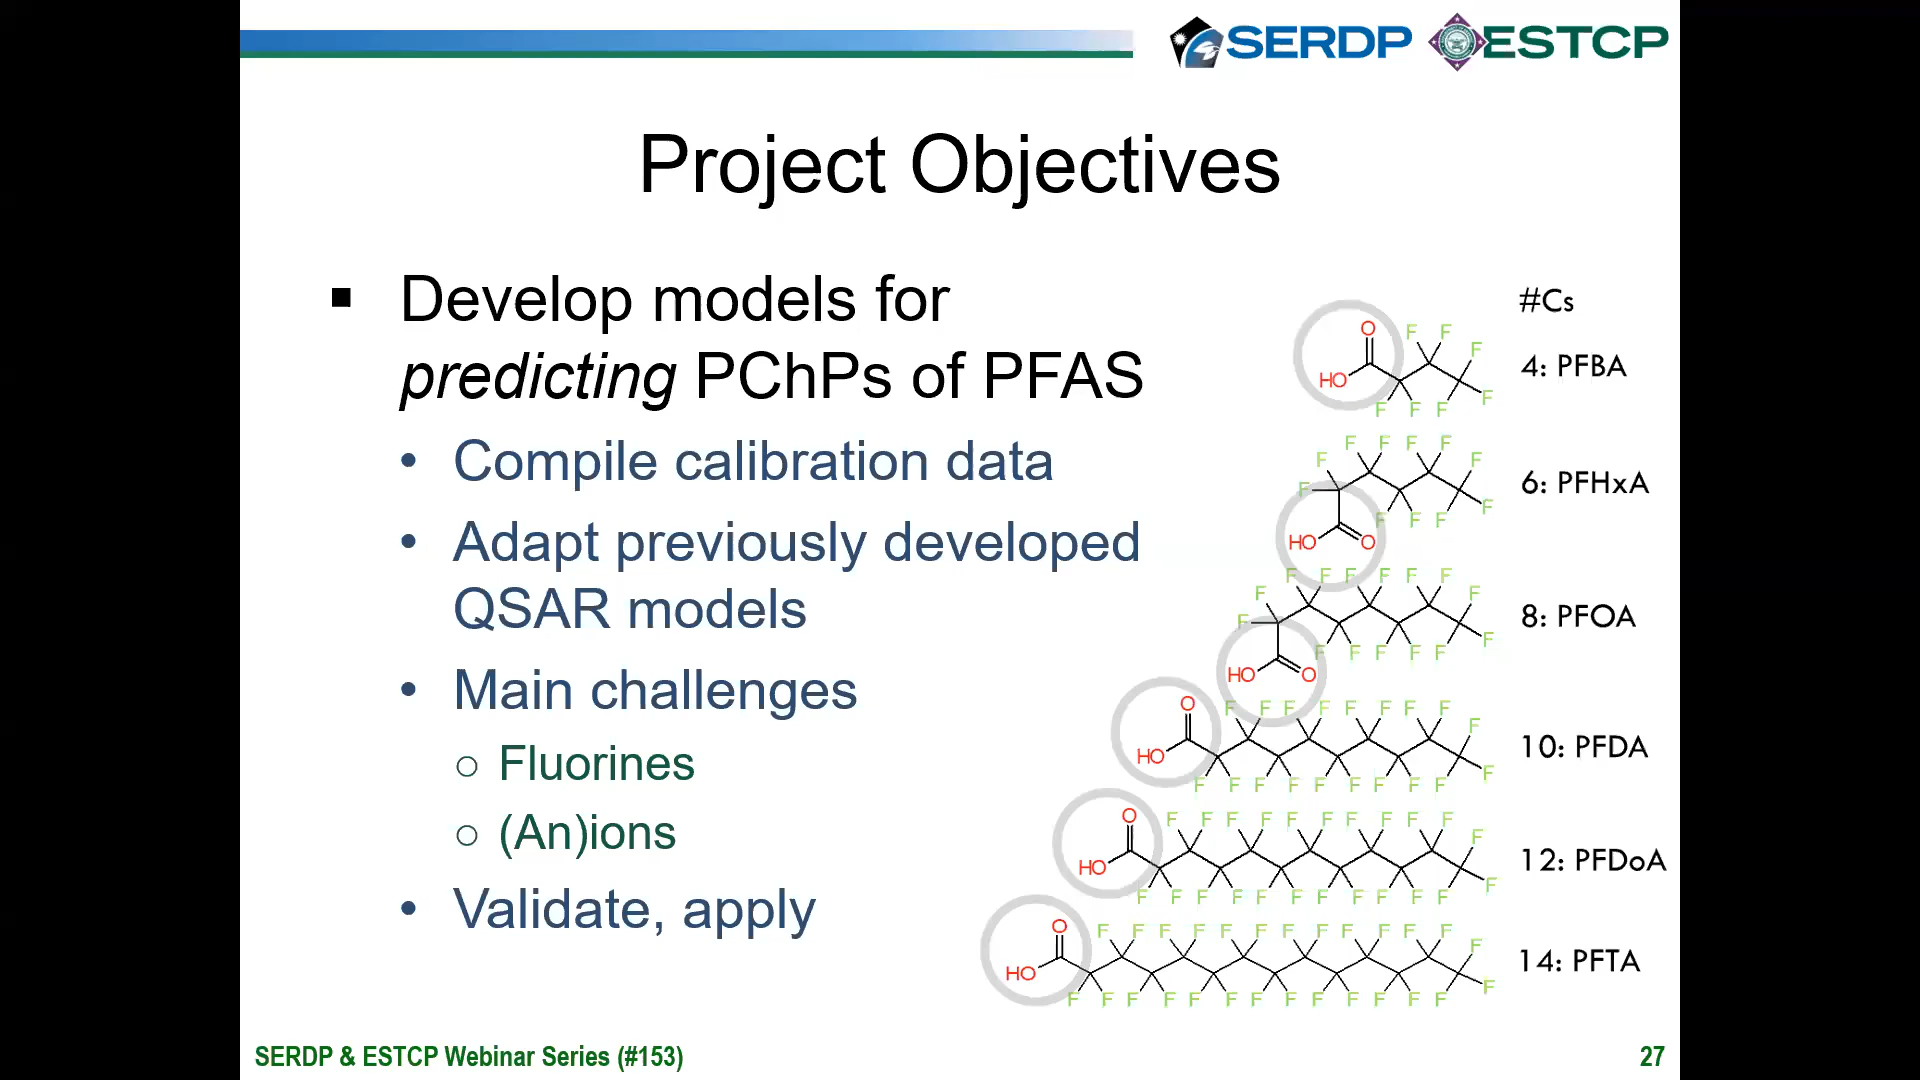 SERDP ESTCP
Project Objectives
▪ Develop models for
predicting PChPs of PFAS
• Compile calibration data
• Adapt previously developed
QSAR models
• Main challenges
○ Fluorines
○ (An)ions
• Validate, apply
#Cs
4: PFBA
6: PFHxA
8: PFOA
10: PFDA
12: PFDoA
14: PFTA
SERDP & ESTCP Webinar Series (#153)
27